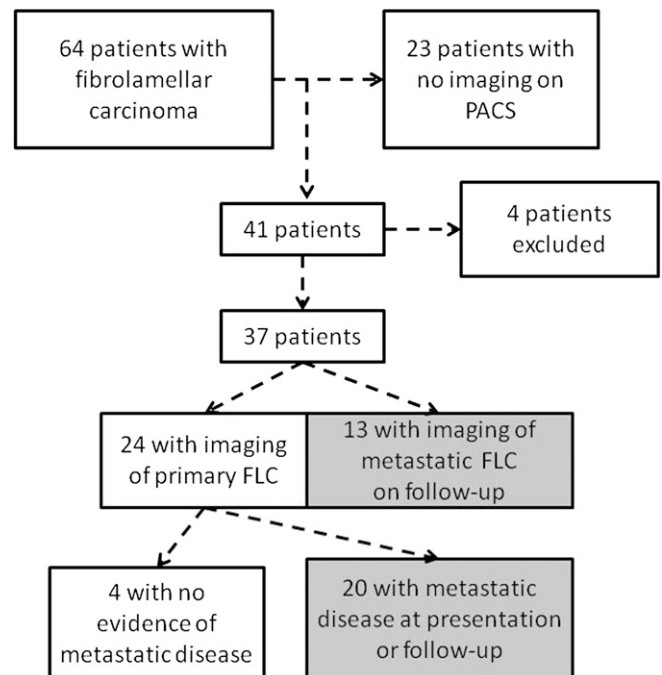 64 patients with
fibrolamellar
carcinoma
23 patients with
no imaging on
PACS
41 patients
4 patients
excluded
37 patients
24 with imaging
of primary FLC
13 with imaging of
metastatic FLC
on follow-up
4 with no
evidence of
metastatic disease
20 with metastatic
disease at presentation
or follow-up